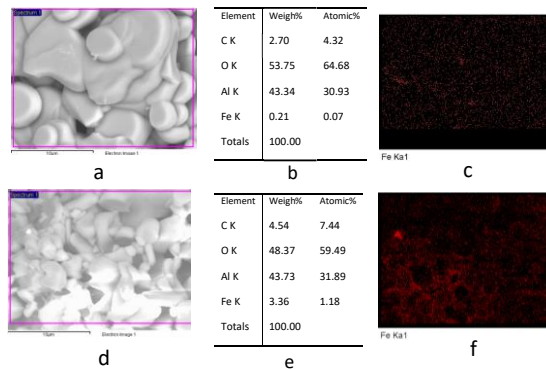 Spectrum 1
10μm Electron Image 1
a
Element Weigh% Atomic%
C K 2.70 4.32
O K 53.75 64.68
Al K 43.34 30.93
Fe K 0.21 0.07
Totals 100.00
b
Fe Ka1
c
Spectrum 1
10μm Electron Image 1
d
Element Weigh% Atomic%
C K 4.54 7.44
O K 48.37 59.49
Al K 43.73 31.89
Fe K 3.36 1.18
Totals 100.00
e
Fe Ka1
f